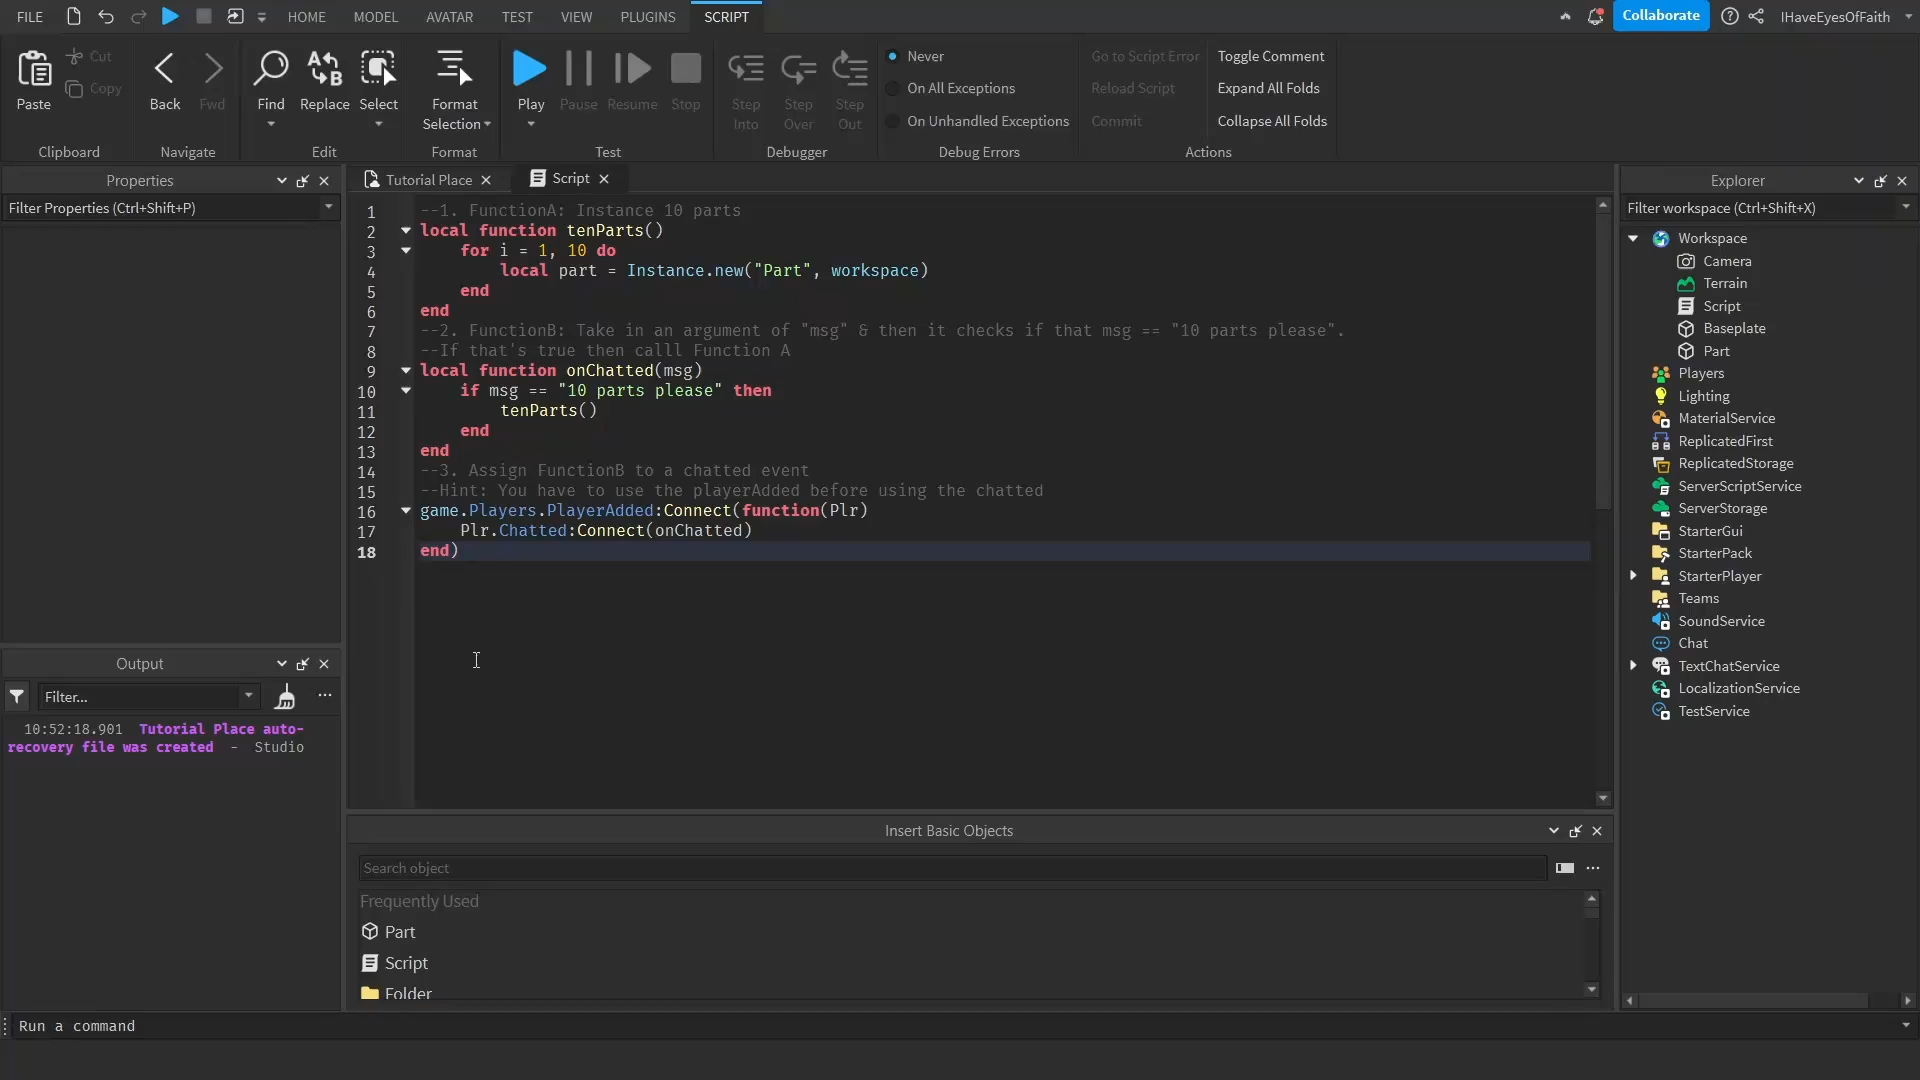 FILE HOME MODEL AVATAR TEST VIEW PLUGINS SCRIPT Collaborate IHaveEyesOfFaith
Paste Cut Copy
Clipboard
Back Fwd
Navigate
Find Replace Select
Edit
Format Selection
Format
Play Pause Resume Stop
Test
Step Into Step Over Step Out
Debugger
Never
On All Exceptions
On Unhandled Exceptions
Debug Errors
Go to Script Error
Reload Script
Commit
Toggle Comment
Expand All Folds
Collapse All Folds
Actions
Properties
Filter Properties (Ctrl+Shift+P)
Output
Filter...
10:52:18.901 Tutorial Place auto-
recovery file was created - Studio
Tutorial Place Script
1 --1. FunctionA: Instance 10 parts
2 local function tenParts()
3 for i = 1, 10 do
4 local part = Instance.new("Part", workspace)
5 end
6 end
7 --2. FunctionB: Take in an argument of "msg" & then it checks if that msg == "10 parts please".
8 --If that's true then calll Function A
9 local function onChatted(msg)
10 if msg == "10 parts please" then
11 tenParts()
12 end
13 end
14 --3. Assign FunctionB to a chatted event
15 --Hint: You have to use the playerAdded before using the chatted
16 game.Players.PlayerAdded:Connect(function(Plr)
17 Plr.Chatted:Connect(onChatted)
18 end)
Insert Basic Objects
Search object
Frequently Used
Part
Script
Folder
Explorer
Filter workspace (Ctrl+Shift+X)
Workspace
Camera
Terrain
Script
Baseplate
Part
Players
Lighting
MaterialService
ReplicatedFirst
ReplicatedStorage
ServerScriptService
ServerStorage
StarterGui
StarterPack
StarterPlayer
Teams
SoundService
Chat
TextChatService
LocalizationService
TestService
Run a command